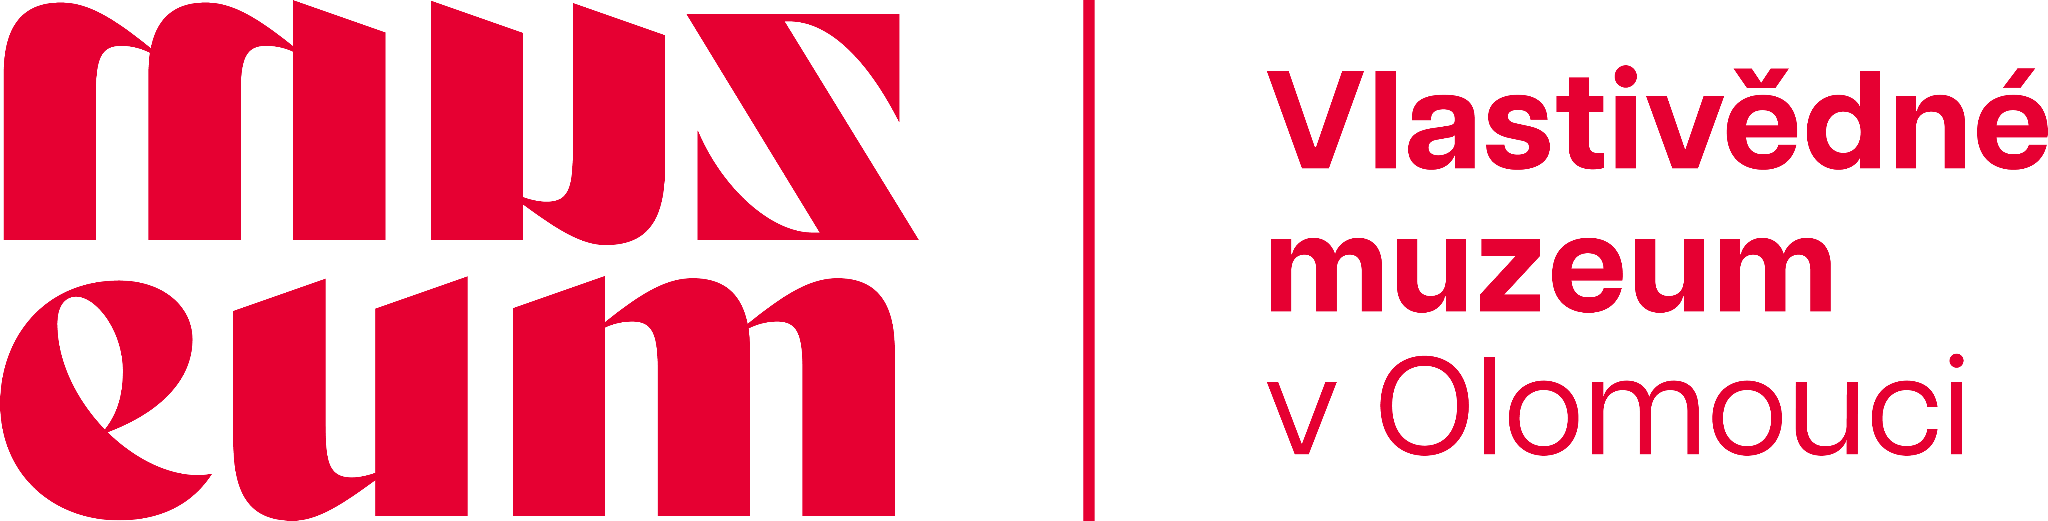 mus
eum
Vlastivědné
muzeum
v Olomouci